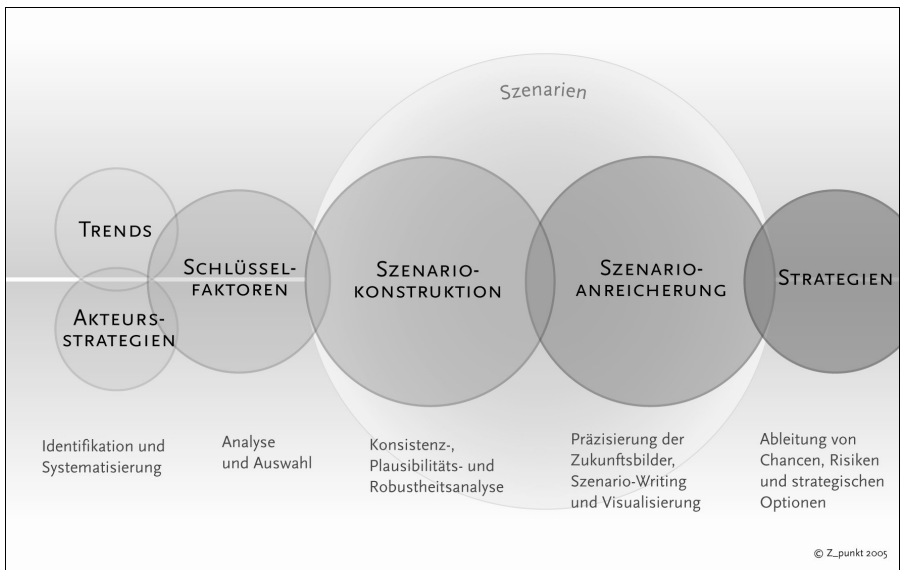 Szenarien
TRENDS
AKTEURS-
STRATEGIEN
SCHLÜSSEL-
FAKTOREN
SZENARIO-
KONSTRUKTION
SZENARIO-
ANREICHERUNG
STRATEGIEN
Identifikation und
Systematisierung
Analyse
und Auswahl
Konsistenz-,
Plausibilitäts- und
Robustheitsanalyse
Präzisierung der
Zukunftsbilder,
Szenario-Writing
und Visualisierung
Ableitung von
Chancen, Risiken
und strategischen
Optionen
© Z_punkt 2005